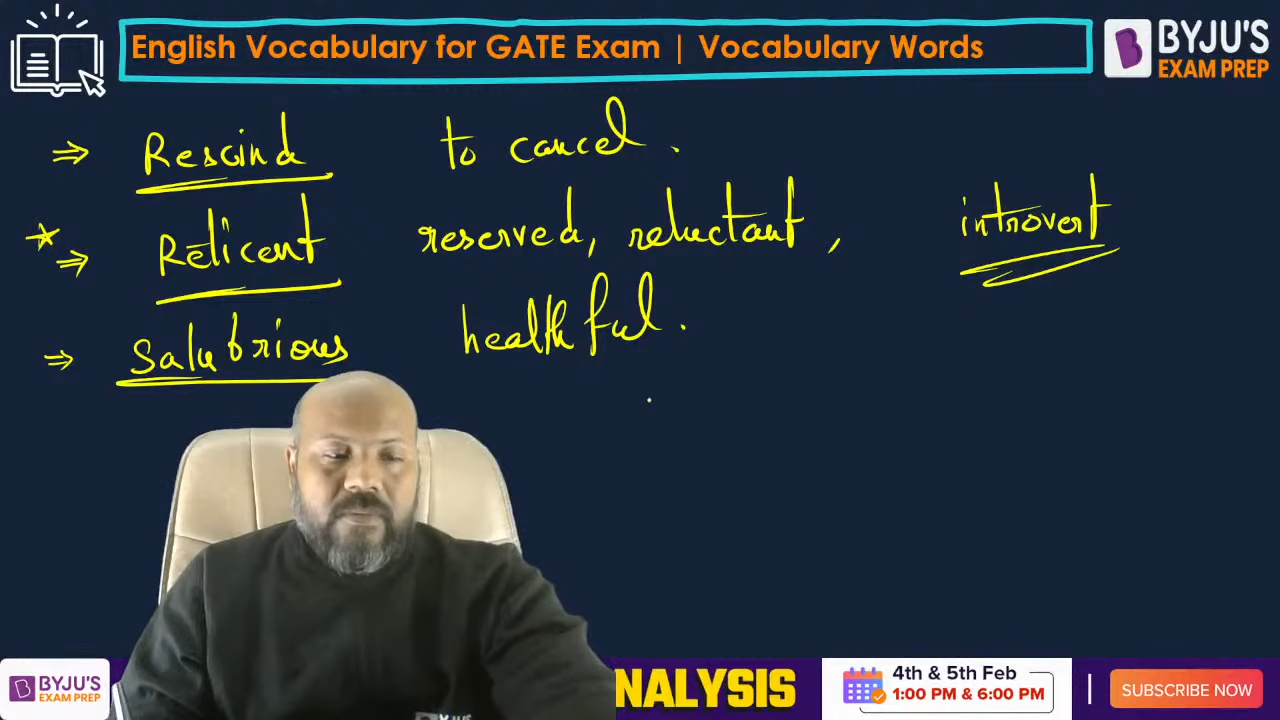 English Vocabulary for GATE Exam | Vocabulary Words
BYJU'S
EXAM PREP
⇒ Rescind to cancel.
⇒ Reticent reserved, reluctant, introvert
⇒ Salubrious healthful.
BYJU'S
EXAM PREP
NALYSIS
4th & 5th Feb
1:00 PM & 6:00 PM
SUBSCRIBE NOW